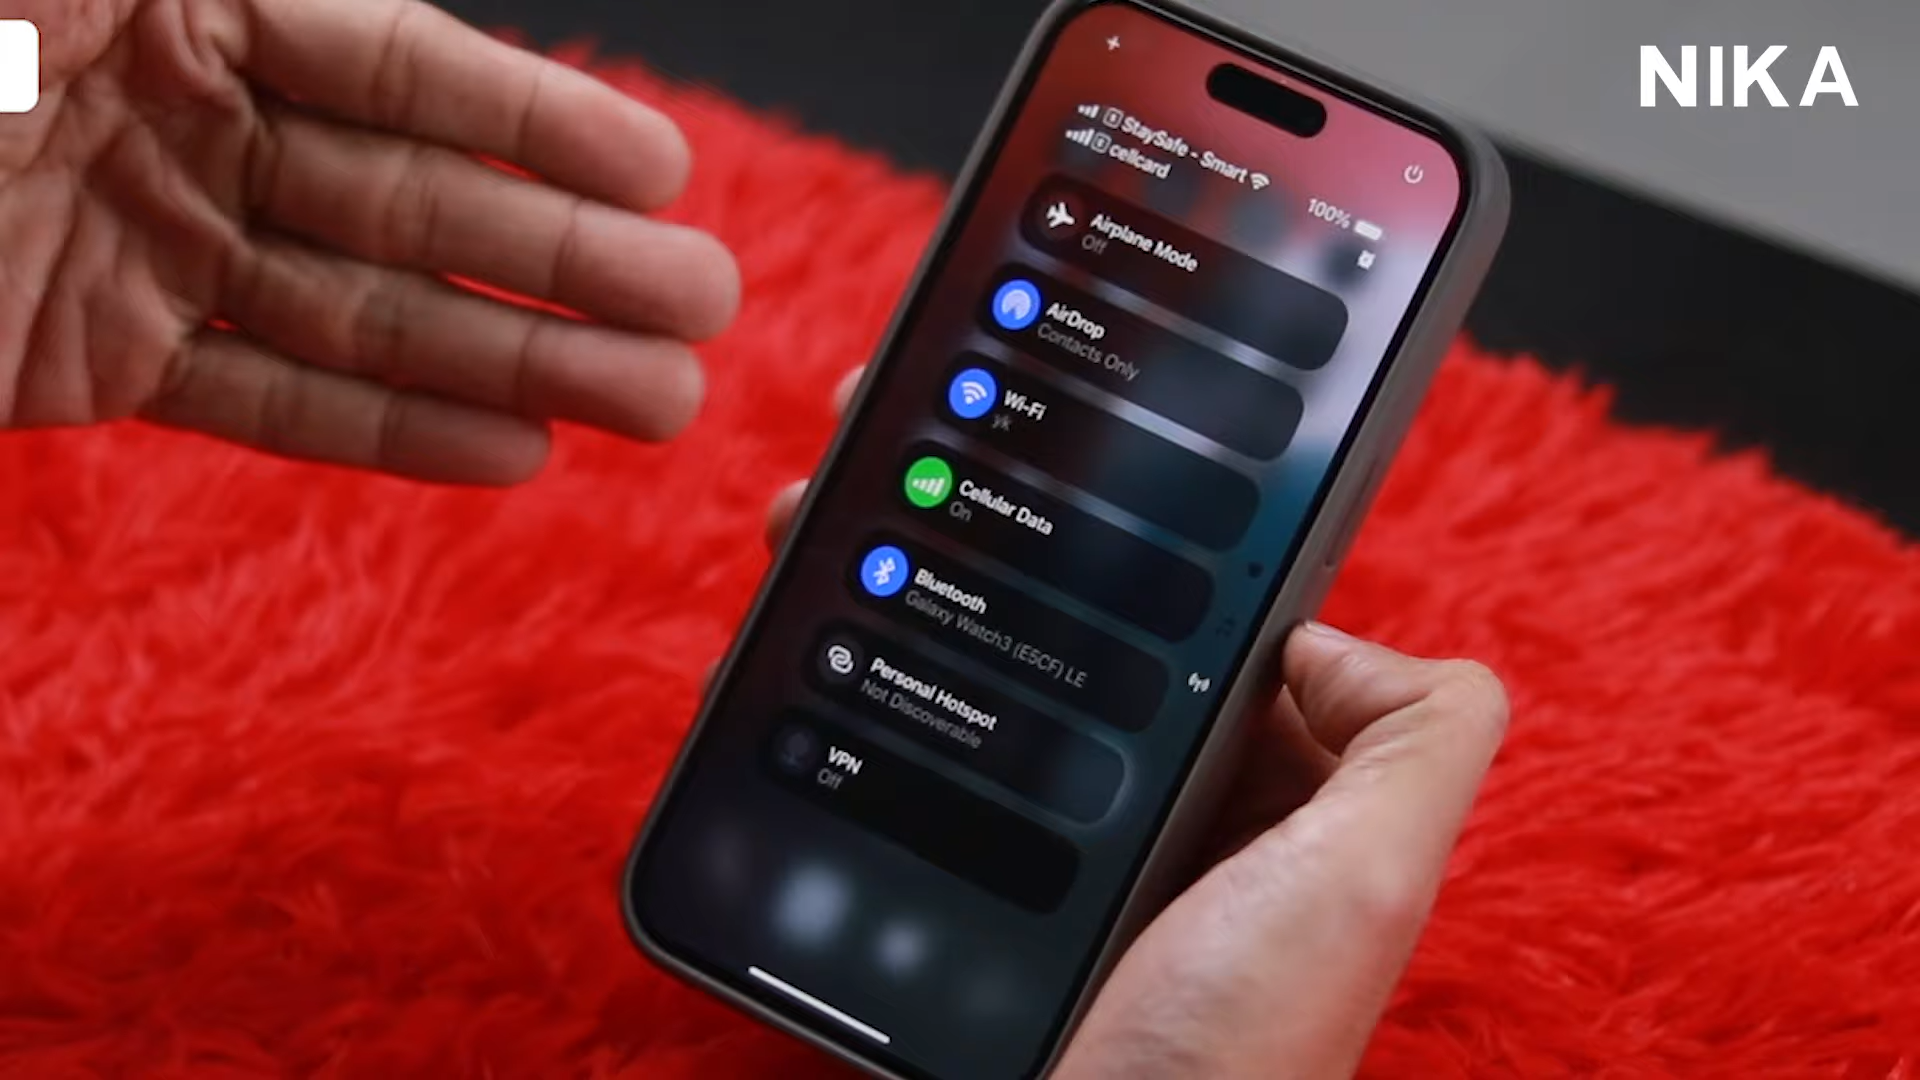 NIKA
StaySafe - Smart
cellcard
100%
Airplane Mode
Off
AirDrop
Contacts Only
Wi-Fi
yk
Cellular Data
On
Bluetooth
Galaxy Watch3 (E5CF) LE
Personal Hotspot
Not Discoverable
VPN
Off